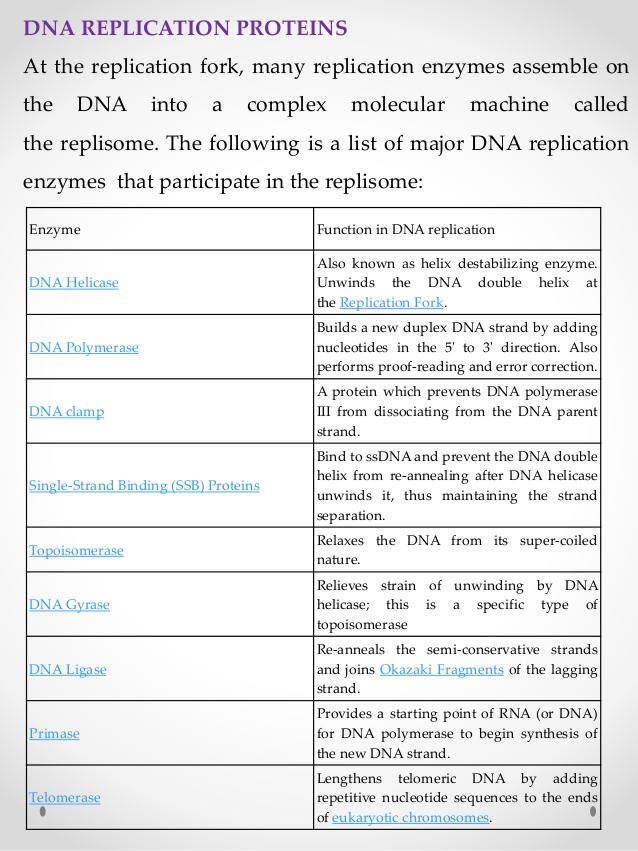 DNA REPLICATION PROTEINS
At the replication fork, many replication enzymes assemble on
the DNA into a complex molecular machine called
the replisome. The following is a list of major DNA replication
enzymes that participate in the replisome:
Enzyme
Function in DNA replication
DNA Helicase
Also known as helix destabilizing enzyme.
Unwinds the DNA double helix at
the Replication Fork.
DNA Polymerase
Builds a new duplex DNA strand by adding
nucleotides in the 5' to 3' direction. Also
performs proof-reading and error correction.
DNA clamp
A protein which prevents DNA polymerase
III from dissociating from the DNA parent
strand.
Single-Strand Binding (SSB) Proteins
Bind to ssDNA and prevent the DNA double
helix from re-annealing after DNA helicase
unwinds it, thus maintaining the strand
separation.
Topoisomerase
Relaxes the DNA from its super-coiled
nature.
DNA Gyrase
Relieves strain of unwinding by DNA
helicase; this is a specific type of
topoisomerase
DNA Ligase
Re-anneals the semi-conservative strands
and joins Okazaki Fragments of the lagging
strand.
Primase
Provides a starting point of RNA (or DNA)
for DNA polymerase to begin synthesis of
the new DNA strand.
Telomerase
Lengthens telomeric DNA by adding
repetitive nucleotide sequences to the ends
of eukaryotic chromosomes.